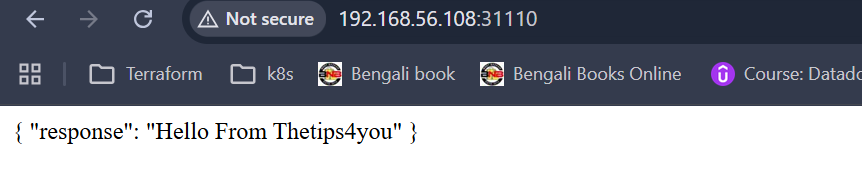 Not secure 192.168.56.108:31110
Terraform k8s Bengali book Bengali Books Online Course: Datado
{ "response": "Hello From Thetips4you" }